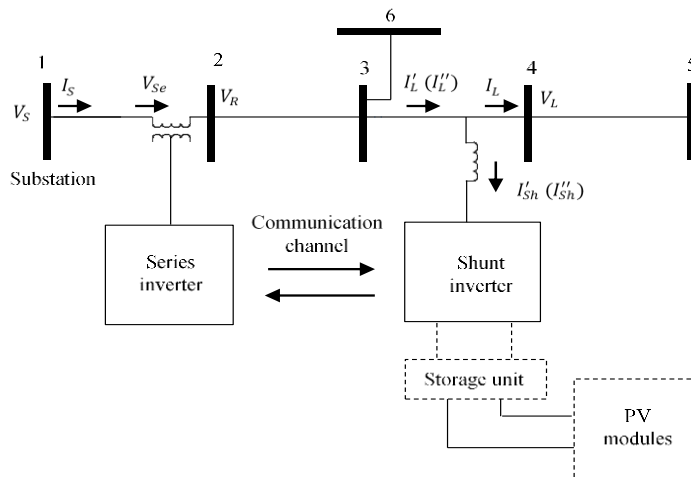 6
1
2
3
4
5
I_S
V_Se
I'_L (I''_L)
I_L
V_S
V_R
V_L
Substation
I'_Sh (I''_Sh)
Communication
channel
Series
inverter
Shunt
inverter
Storage unit
PV
modules